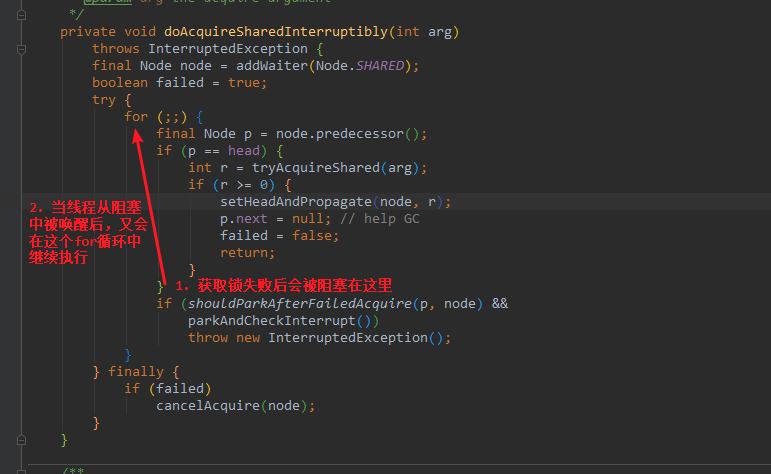 @param arg the acquire argument
*/
private void doAcquireSharedInterruptibly(int arg)
throws InterruptedException {
final Node node = addWaiter(Node.SHARED);
boolean failed = true;
try {
for (;;) {
final Node p = node.predecessor();
if (p == head) {
int r = tryAcquireShared(arg);
if (r >= 0) {
setHeadAndPropagate(node, r);
p.next = null; // help GC
failed = false;
return;
}
}
if (shouldParkAfterFailedAcquire(p, node) &&
parkAndCheckInterrupt())
throw new InterruptedException();
}
} finally {
if (failed)
cancelAcquire(node);
}
}
/**
2. 当线程从阻塞
中被唤醒后，又会
在这个for循环中
继续执行
1. 获取锁失败后会被阻塞在这里